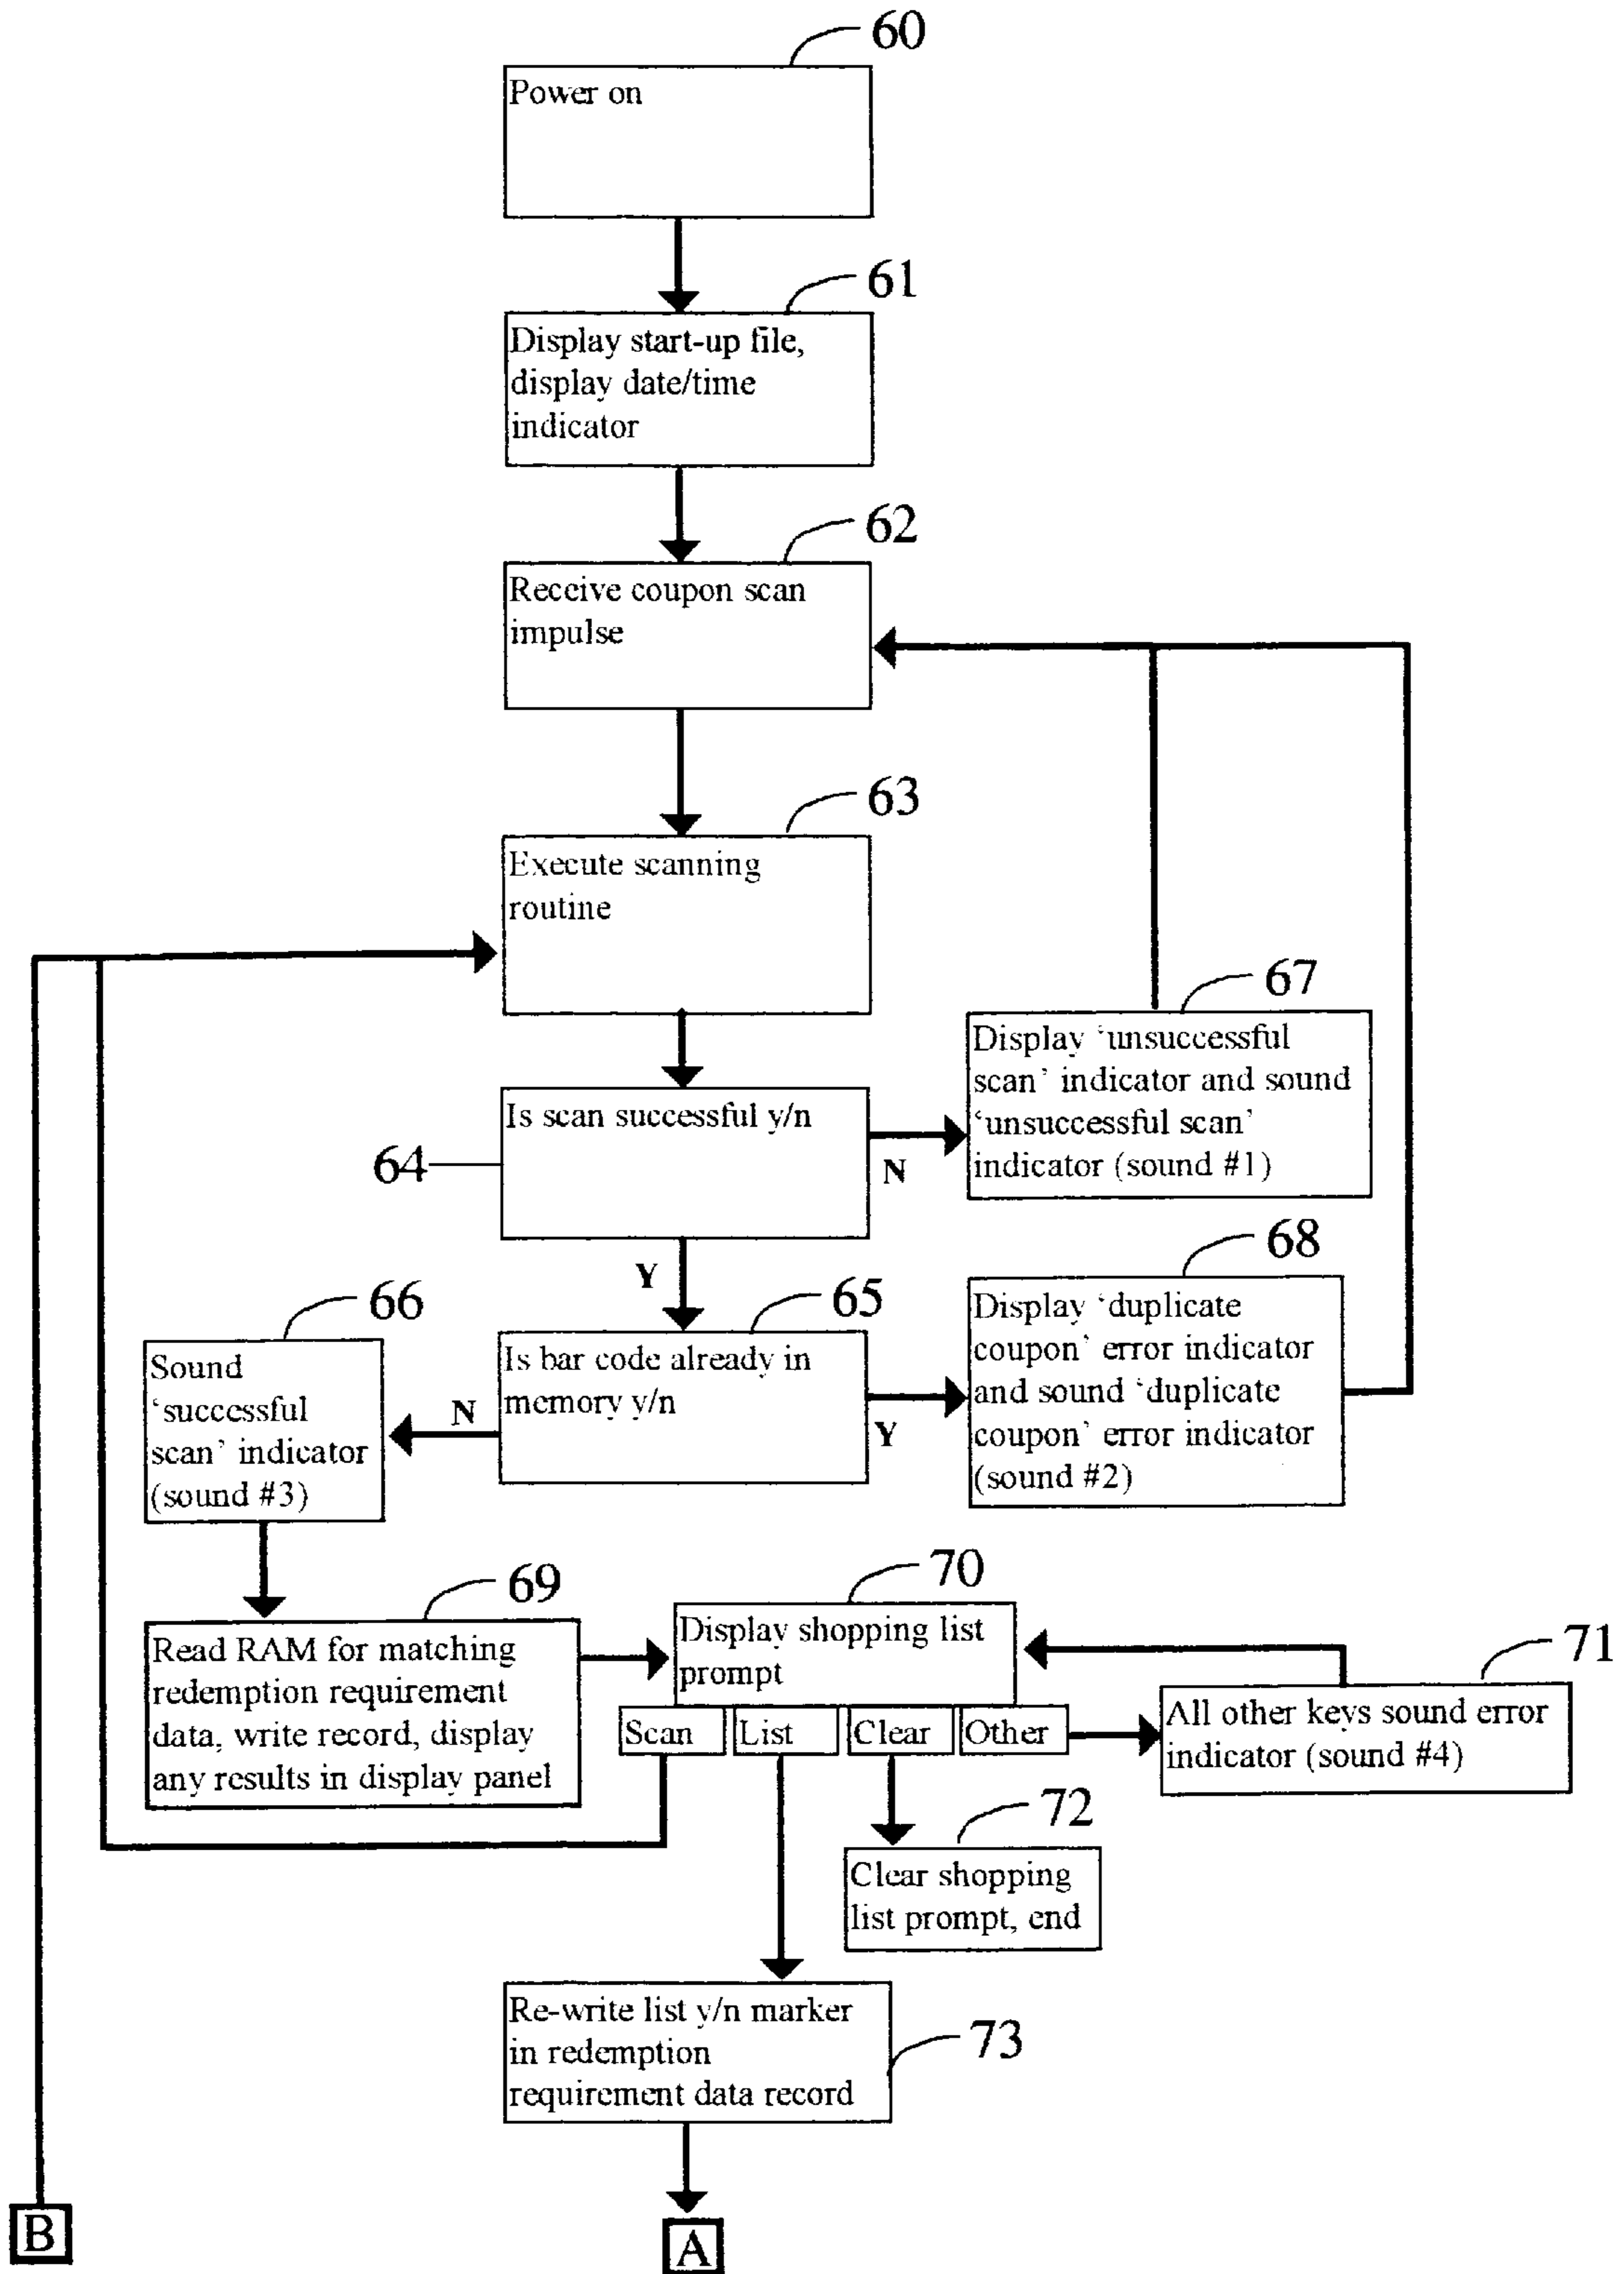 60
Power on
61
Display start-up file,
display date/time
indicator
62
Receive coupon scan
impulse
63
Execute scanning
routine
67
Display ‘unsuccessful
scan’ indicator and sound
‘unsuccessful scan’
indicator (sound #1)
Is scan successful y/n
64
N
Y
68
Display ‘duplicate
coupon’ error indicator
and sound ‘duplicate
coupon’ error indicator
(sound #2)
66
65
Sound
‘successful
scan’ indicator
(sound #3)
N
Is bar code already in
memory y/n
Y
69
Read RAM for matching
redemption requirement
data, write record, display
any results in display panel
70
Display shopping list
prompt
Scan
List
Clear
Other
71
All other keys sound error
indicator (sound #4)
72
Clear shopping
list prompt, end
Re-write list y/n marker
in redemption
requirement data record
73
B
A